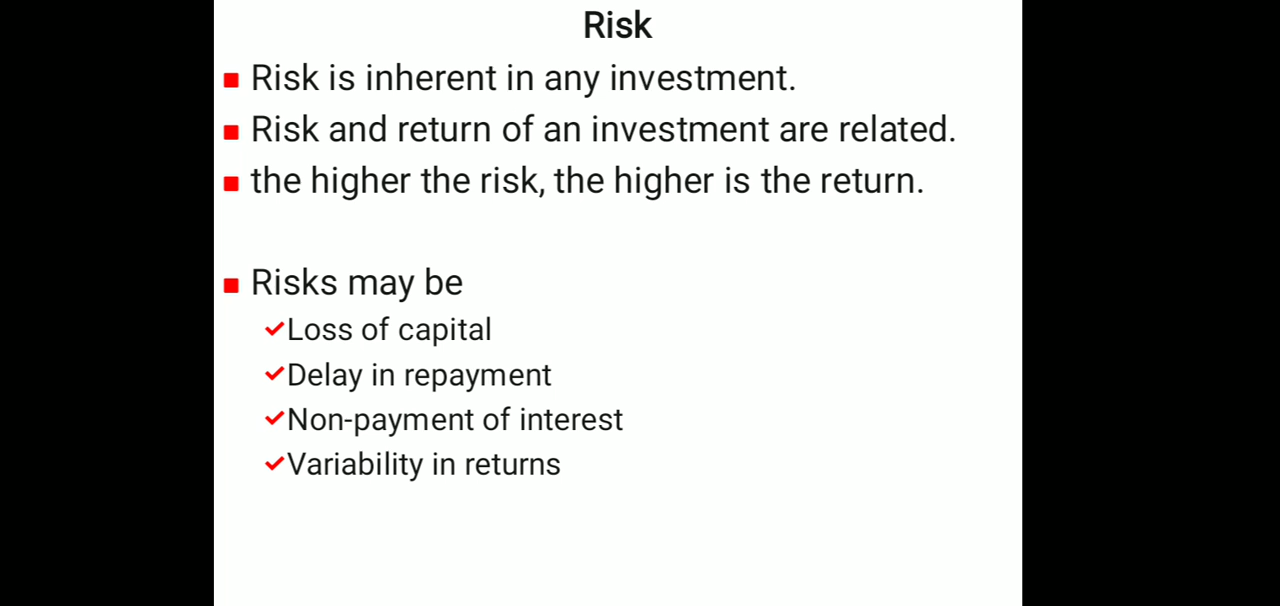 Risk
Risk is inherent in any investment.
Risk and return of an investment are related.
the higher the risk, the higher is the return.
Risks may be
Loss of capital
Delay in repayment
Non-payment of interest
Variability in returns